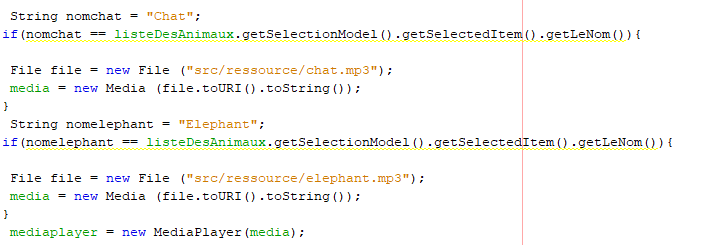 String nomchat = "Chat";
if(nomchat == listeDesAnimaux.getSelectionModel().getSelectedItem().getLeNom()){
File file = new File ("src/ressource/chat.mp3");
media = new Media (file.toURI().toString());
}
String nomelephant = "Elephant";
if(nomelephant == listeDesAnimaux.getSelectionModel().getSelectedItem().getLeNom()){
File file = new File ("src/ressource/elephant.mp3");
media = new Media (file.toURI().toString());
}
mediaplayer = new MediaPlayer(media);